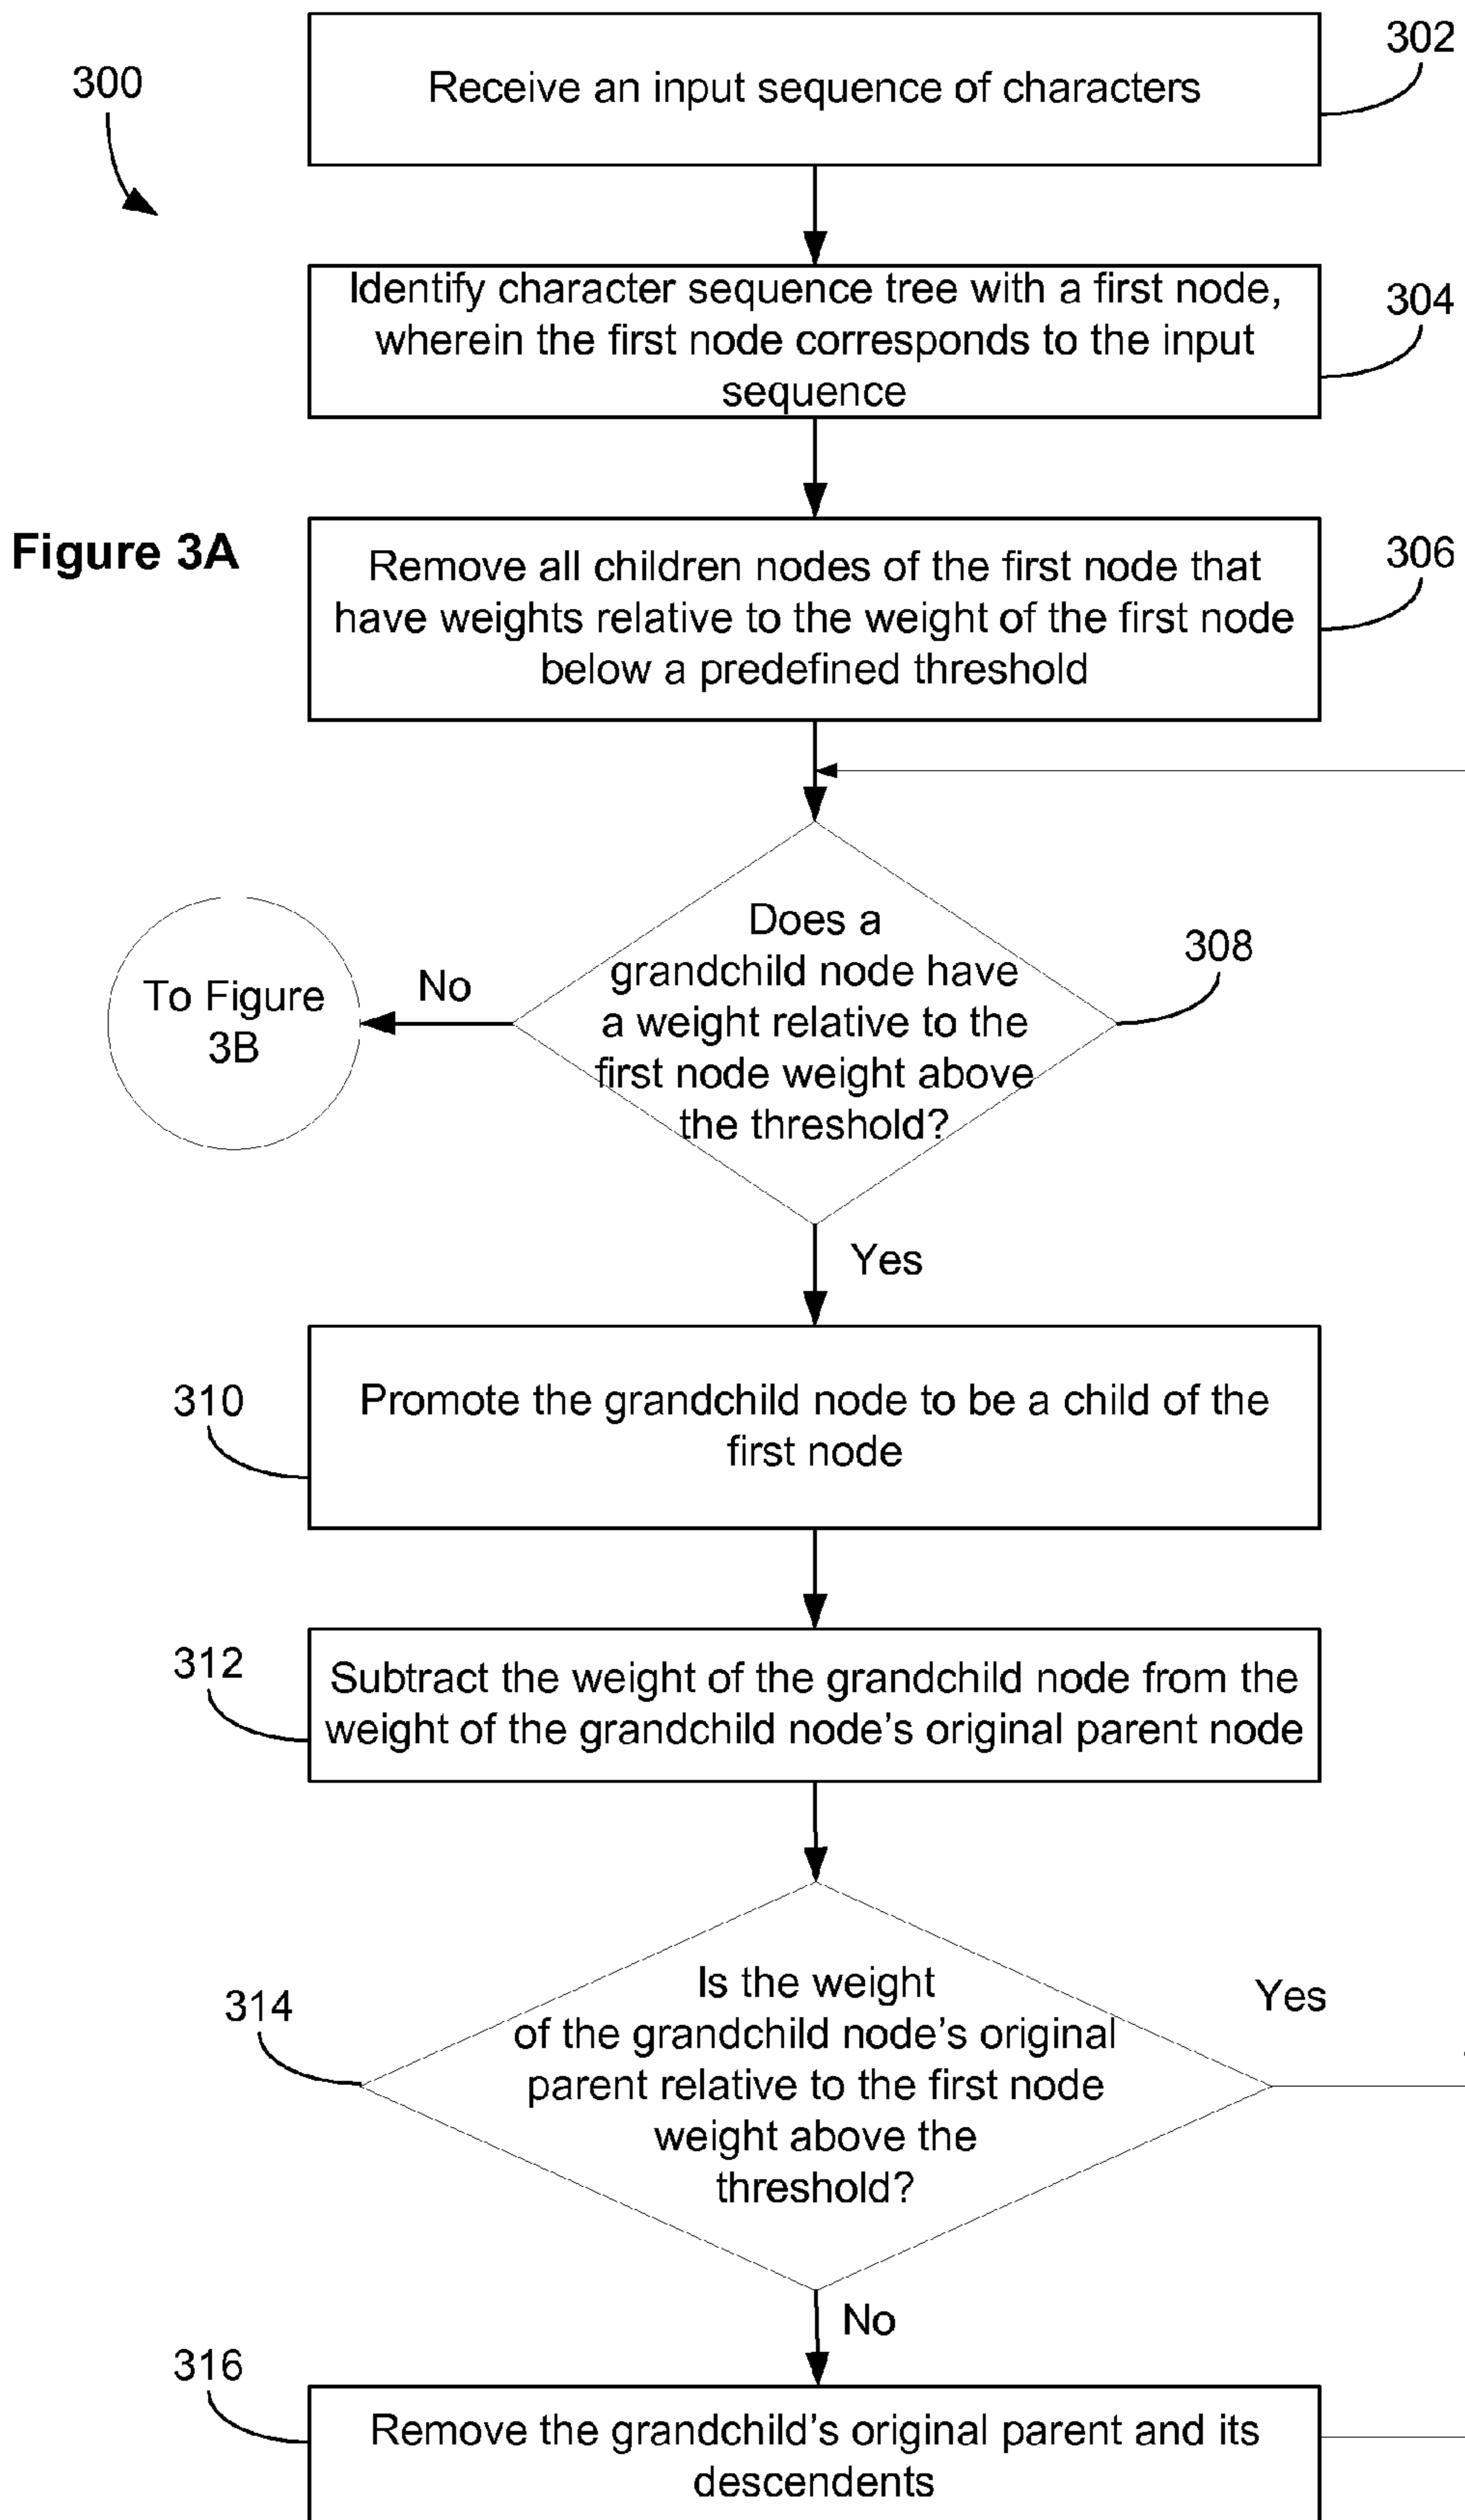 302
Receive an input sequence of characters
300
Identify character sequence tree with a first node,
wherein the first node corresponds to the input
sequence
304
Figure 3A
Remove all children nodes of the first node that
have weights relative to the weight of the first node
below a predefined threshold
306
Does a
grandchild node have
a weight relative to the
first node weight above
the threshold?
308
No
To Figure
3B
Yes
310
Promote the grandchild node to be a child of the
first node
312
Subtract the weight of the grandchild node from the
weight of the grandchild node's original parent node
314
Is the weight
of the grandchild node's original
parent relative to the first node
weight above the
threshold?
Yes
No
316
Remove the grandchild's original parent and its
descendents